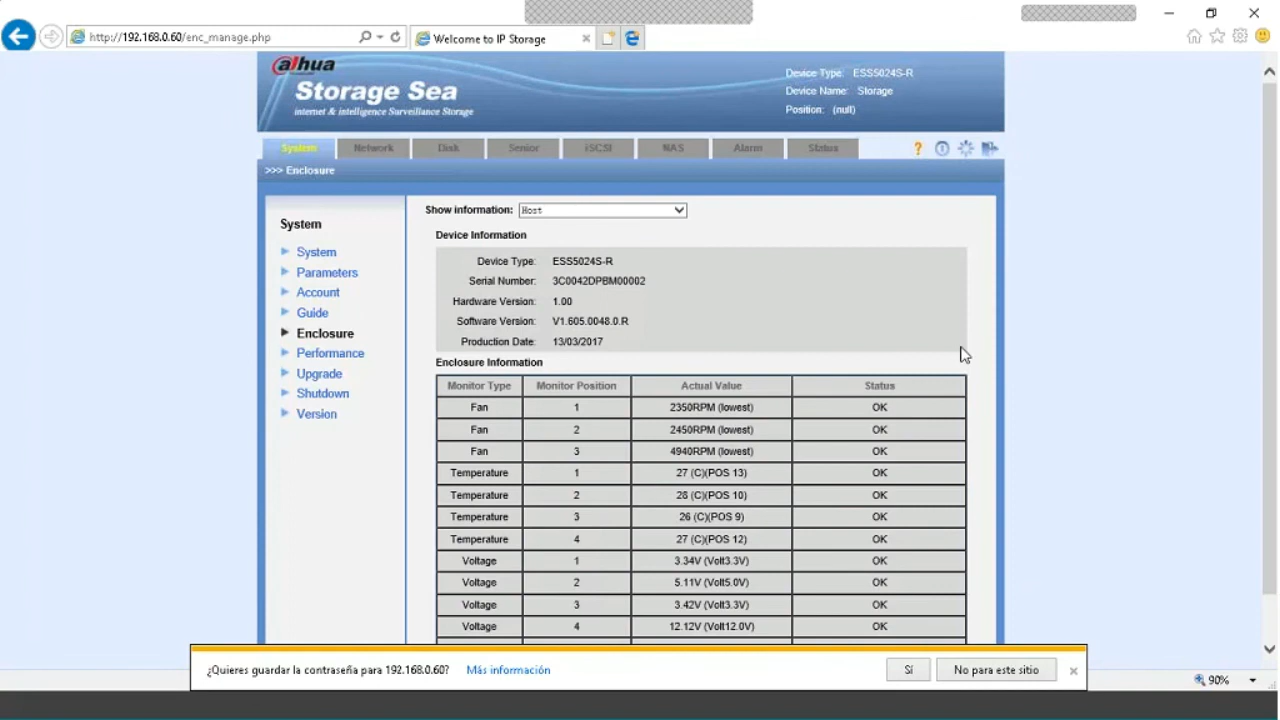 http://192.168.0.60/enc_manage.php
Welcome to IP Storage
alhua
Storage Sea
internet & intelligence Surveillance Storage
Device Type: ESS5024S-R
Device Name: Storage
Position: (null)
System Network Disk Senior iSCSI NAS Alarm Status
>>> Enclosure
System
System
Parameters
Account
Guide
Enclosure
Performance
Upgrade
Shutdown
Version
Show information: Host
Device Information
Device Type: ESS5024S-R
Serial Number: 3C0042DPBM00002
Hardware Version: 1.00
Software Version: V1.605.0048.0.R
Production Date: 13/03/2017
Enclosure Information
Monitor Type Monitor Position Actual Value Status
Fan 1 2350RPM (lowest) OK
Fan 2 2450RPM (lowest) OK
Fan 3 4940RPM (lowest) OK
Temperature 1 27 (C)(POS 13) OK
Temperature 2 28 (C)(POS 10) OK
Temperature 3 26 (C)(POS 9) OK
Temperature 4 27 (C)(POS 12) OK
Voltage 1 3.34V (Volt3.3V) OK
Voltage 2 5.11V (Volt5.0V) OK
Voltage 3 3.42V (Volt3.3V) OK
Voltage 4 12.12V (Volt12.0V) OK
¿Quieres guardar la contraseña para 192.168.0.60? Más información Sí No para este sitio
90%